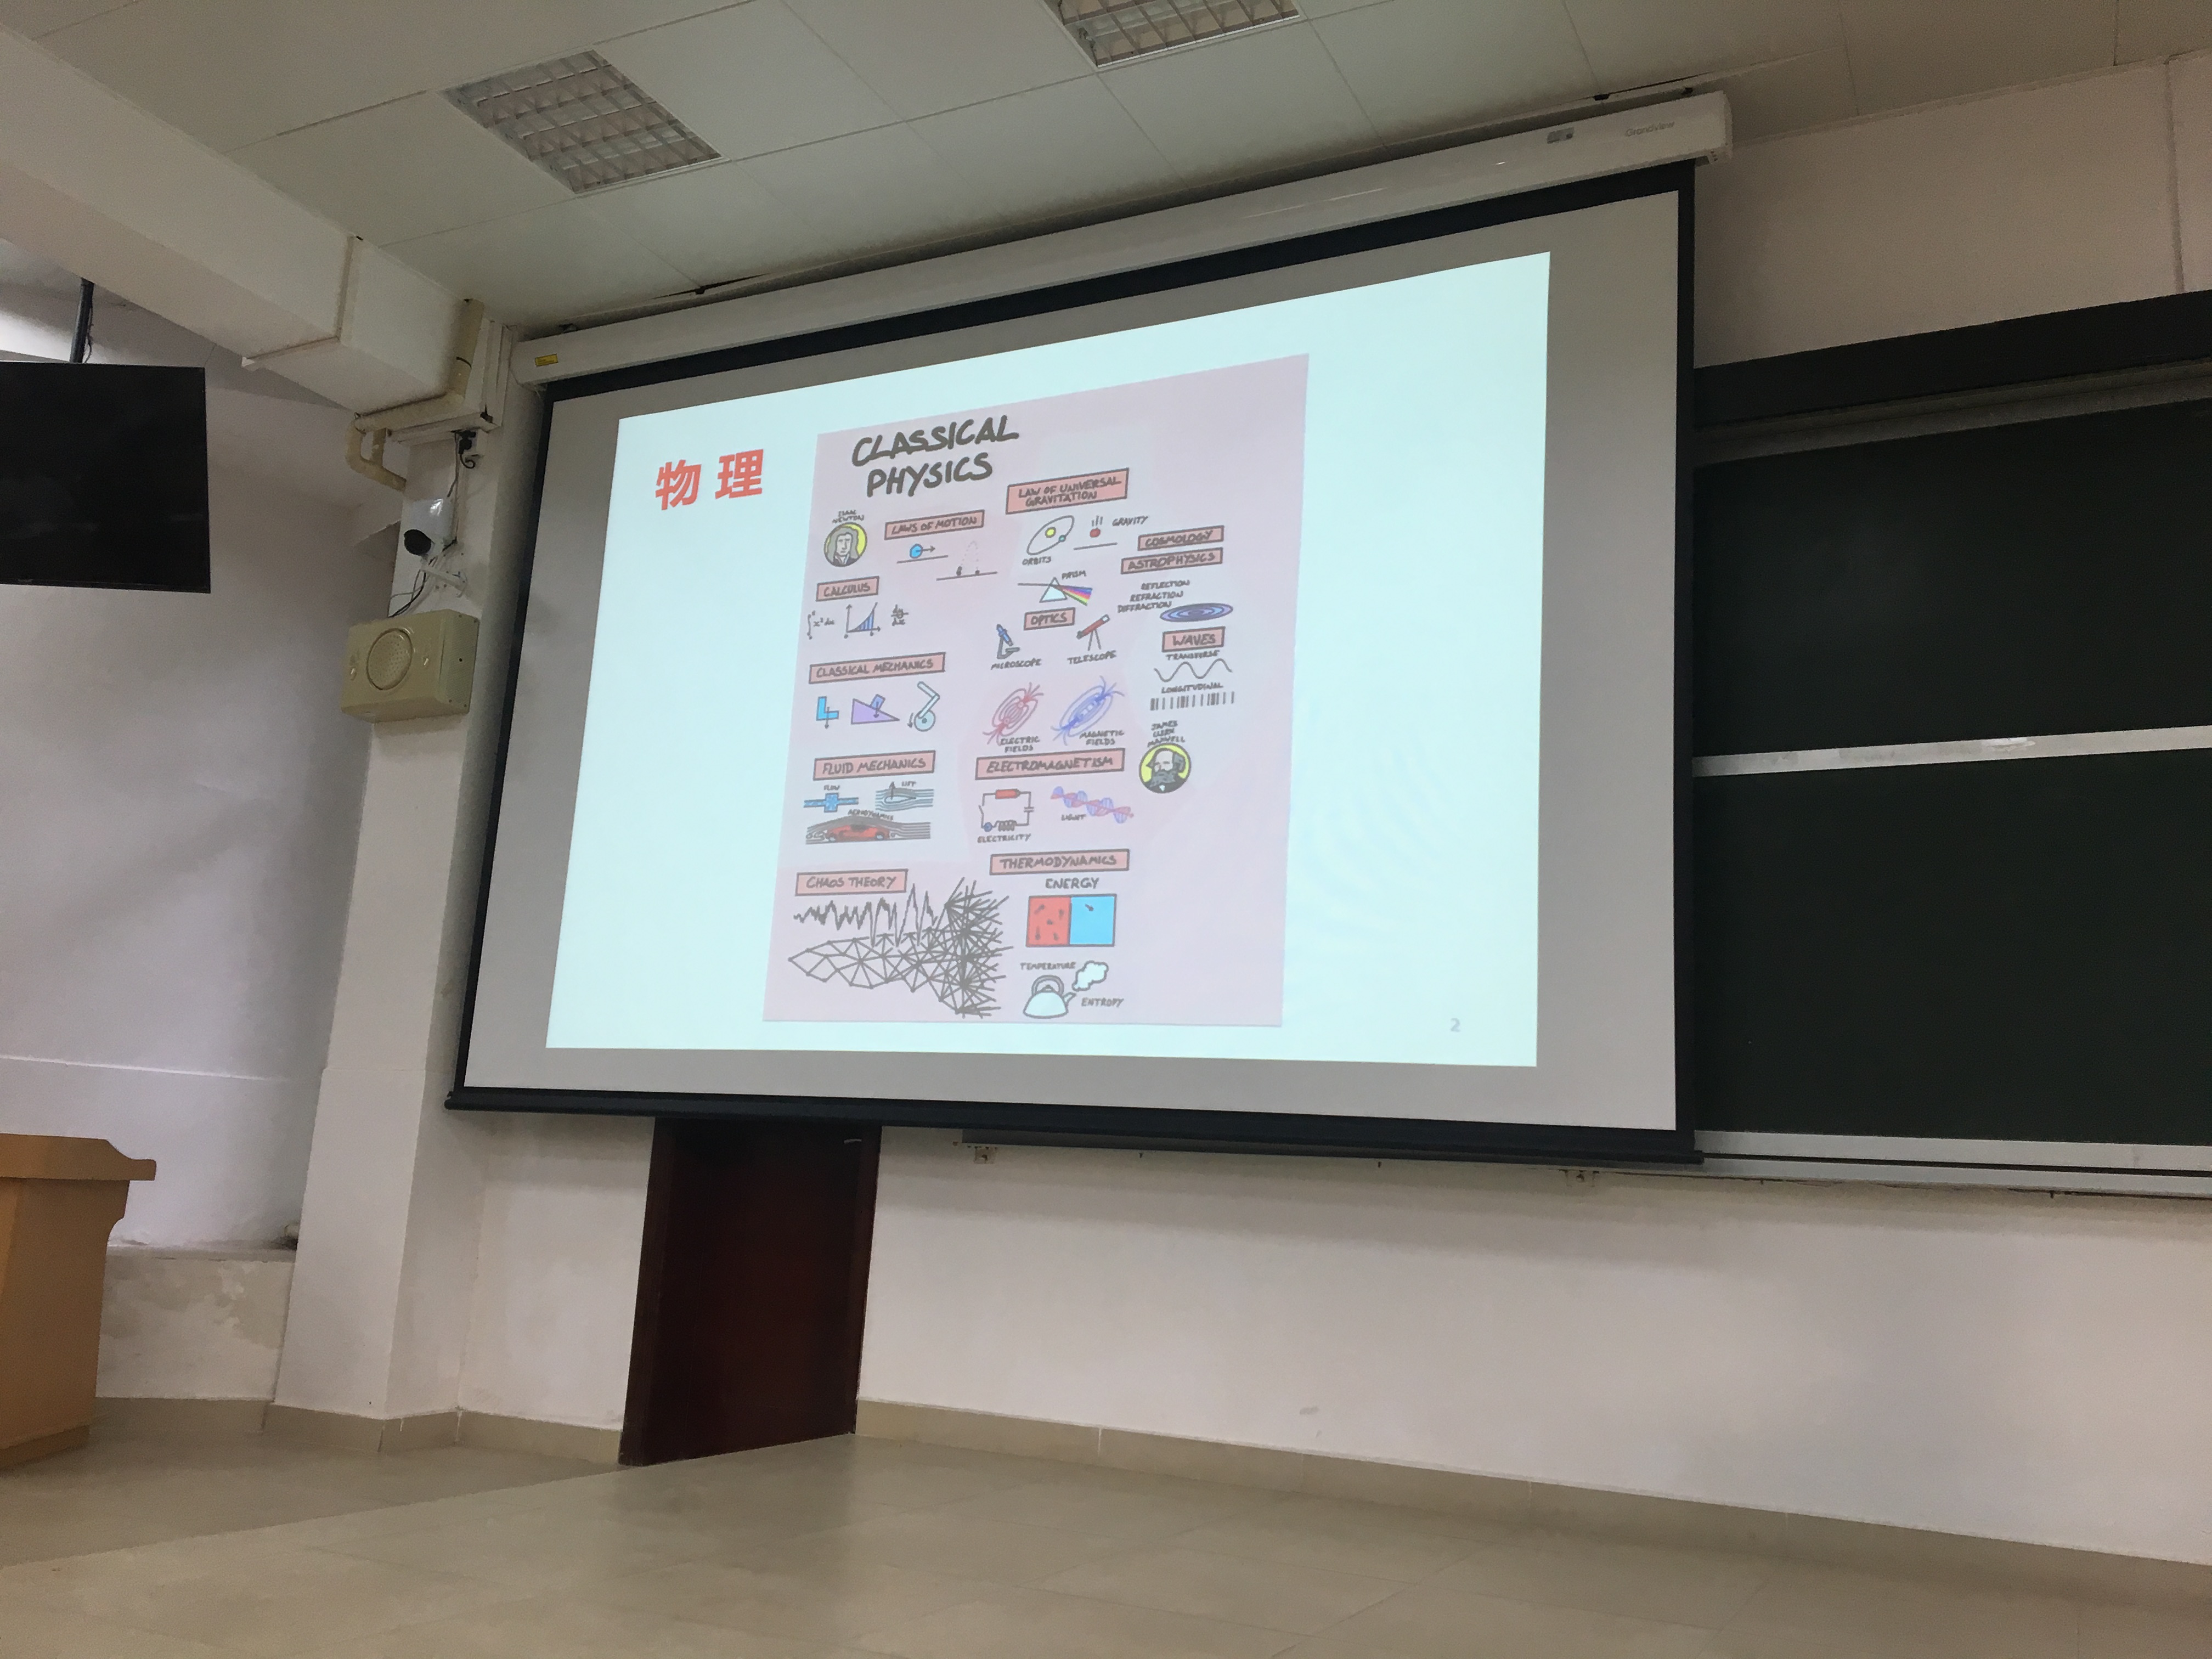 Grandview
物理
CLASSICAL
PHYSICS
ISAAC
NEWTON
LAWS OF MOTION
LAW OF UNIVERSAL
GRAVITATION
GRAVITY
ORBITS
COSMOLOGY
ASTROPHYSICS
CALCULUS
PRISM
REFLECTION
REFRACTION
DIFFRACTION
OPTICS
MICROSCOPE
TELESCOPE
WAVES
TRANSVERSE
LONGITUDINAL
CLASSICAL MECHANICS
ELECTRIC
FIELDS
MAGNETIC
FIELDS
JAMES
CLERK
MAXWELL
FLUID MECHANICS
FLOW
LIFT
AERODYNAMICS
ELECTROMAGNETISM
ELECTRICITY
LIGHT
CHAOS THEORY
THERMODYNAMICS
ENERGY
TEMPERATURE
ENTROPY
2